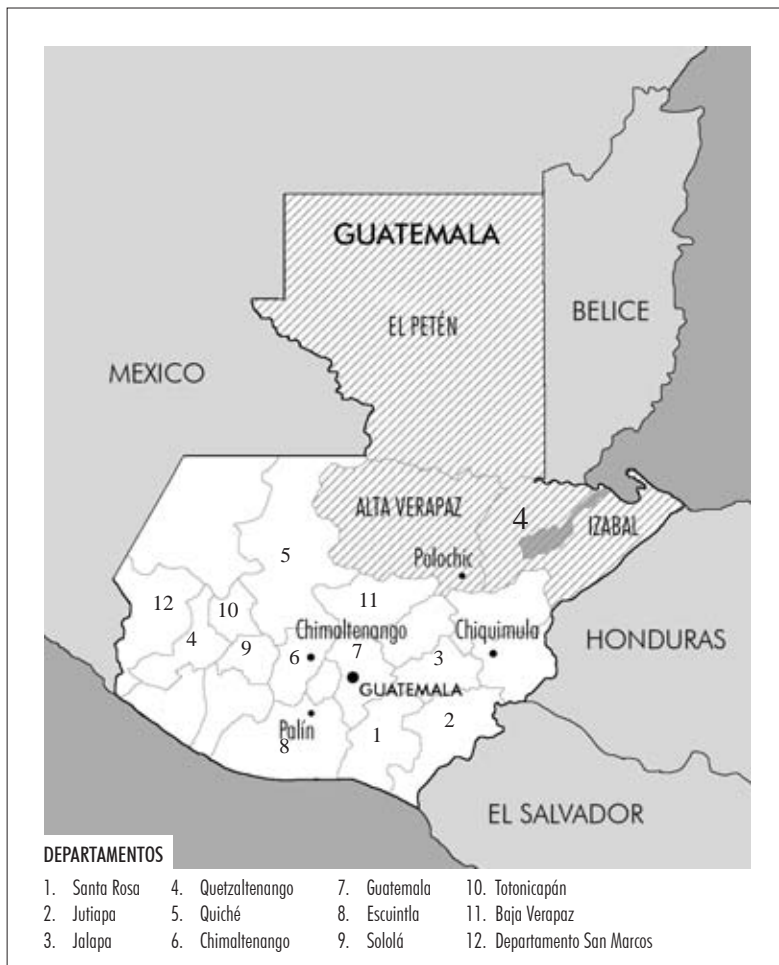 GUATEMALA
EL PETÉN
BELICE
MEXICO
ALTA VERAPAZ
4
IZABAL
5
Polochic
12
10
11
Chimaltenango
Chiquimula
HONDURAS
4
9
6
7
3
GUATEMALA
Palín
8
1
2
EL SALVADOR
DEPARTAMENTOS
1. Santa Rosa 4. Quetzaltenango 7. Guatemala 10. Totonicapán
2. Jutiapa 5. Quiché 8. Escuintla 11. Baja Verapaz
3. Jalapa 6. Chimaltenango 9. Sololá 12. Departamento San Marcos